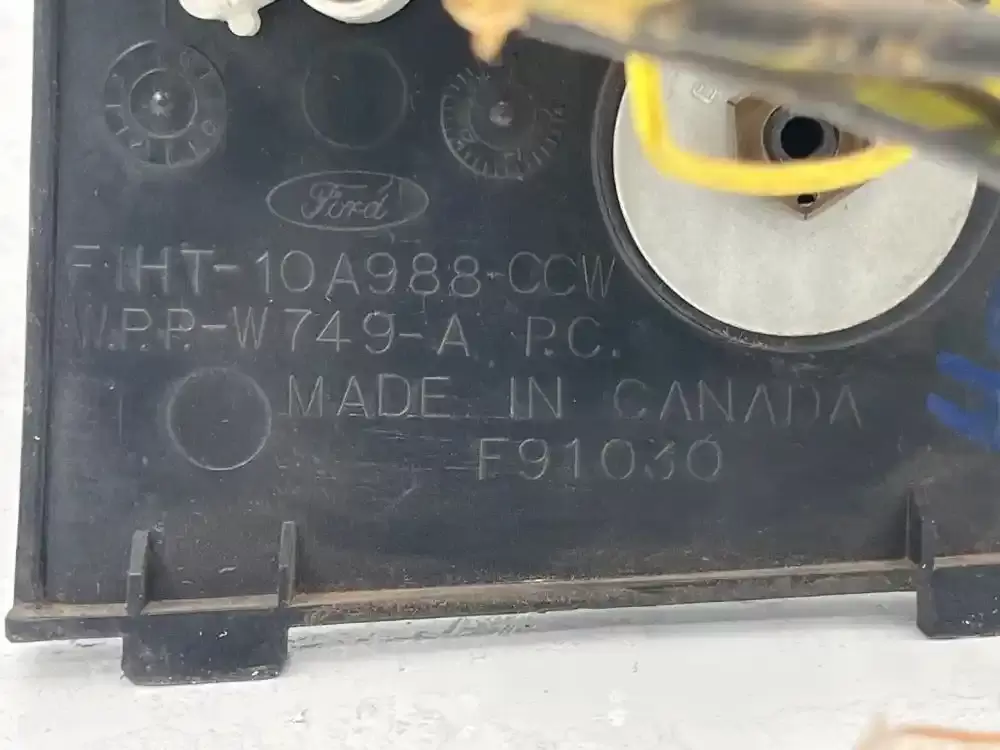 Ford
F1HT-10A988-CCW
W.P.P.-W749-A P.C.
MADE IN CANADA
F91030